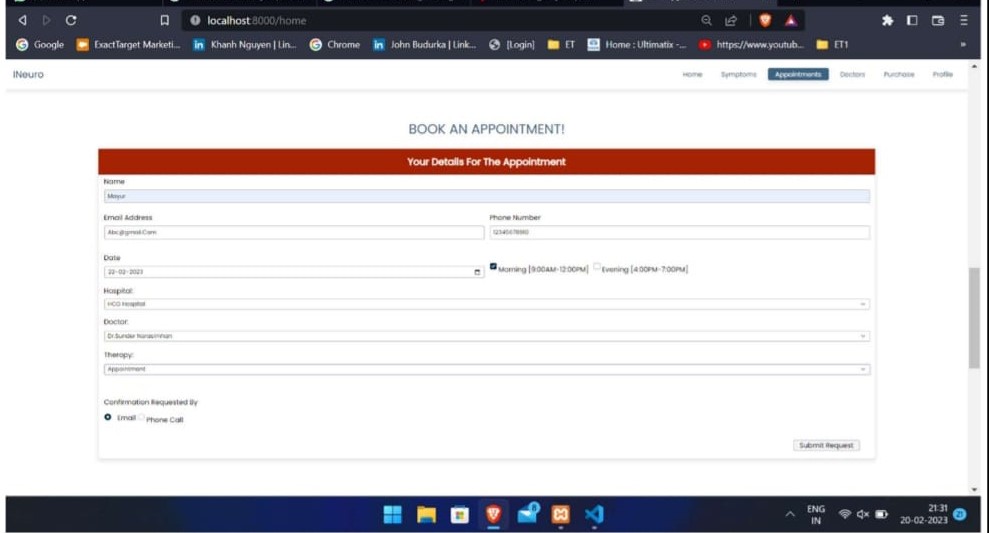 localhost:8000/home
Google ExactTarget Marketi... Khanh Nguyen | Lin... Chrome John Budurka | Link... [Login] ET Home : Ultimatix -... https://www.youtub... ET1 »
INeuro Home Symptoms Appointments Doctors Purchase Profile
BOOK AN APPOINTMENT!
Your Details For The Appointment
Name
Mayur
Email Address Phone Number
Abc@gmail.Com
Date
22-02-2023 Morning [9:00AM-12:00PM] Evening [4:00PM-7:00PM]
Hospital:
HCG Hospital
Doctor:
Dr.Sunder Narasimhan
Therapy:
Appointment
Confirmation Requested By
Email Phone Call
Submit Request
ENG 21:31
IN 20-02-2023 21